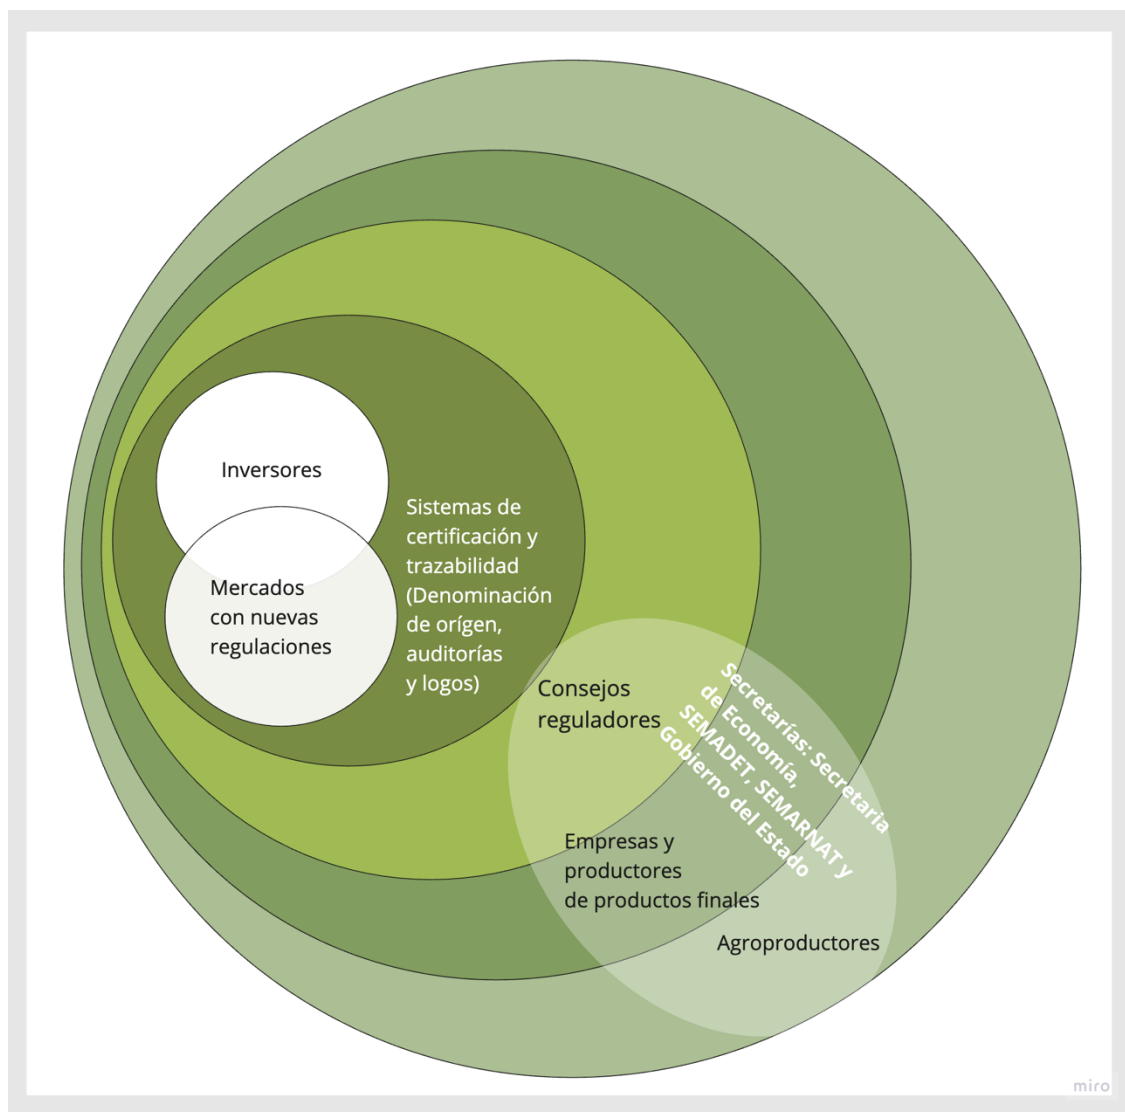 Inversores
Mercados
con nuevas
regulaciones
Sistemas de
certificación y
trazabilidad
(Denominación
de orígen,
auditorías
y logos)
Consejos
reguladores
Secretarías: Secretaria
de Economía,
SEMADET, SEMARNAT y
Gobierno del Estado
Empresas y
productores
de productos finales
Agroproductores
miro